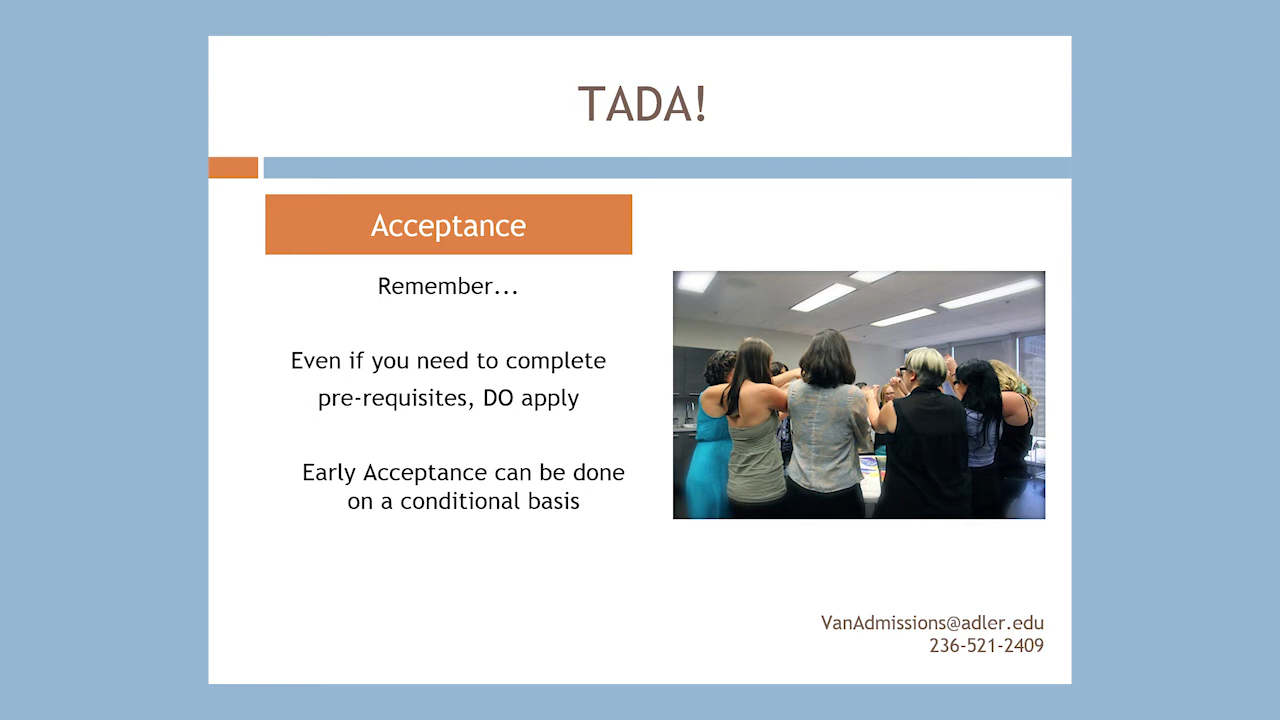 TADA!
Acceptance
Remember...
Even if you need to complete
pre-requisites, DO apply
Early Acceptance can be done
on a conditional basis
VanAdmissions@adler.edu
236-521-2409